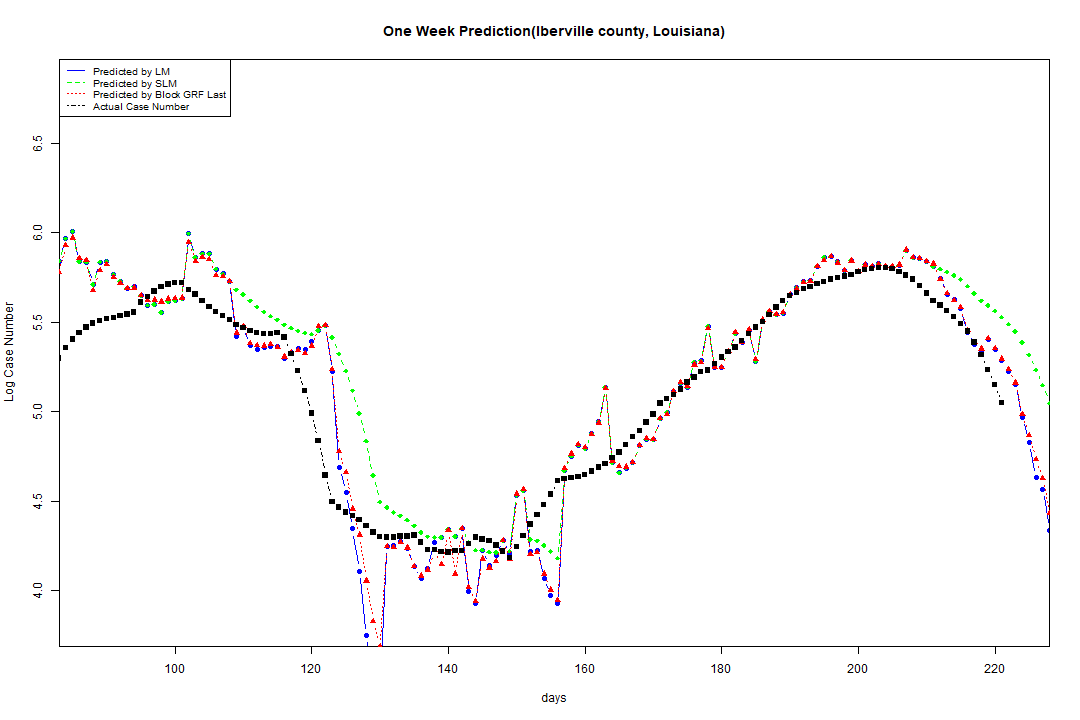 One Week Prediction(Iberville county, Louisiana)
Predicted by LM
Predicted by SLM
Predicted by Block GRF Last
Actual Case Number
6.5
6.0
5.5
5.0
4.5
4.0
Log Case Number
100 120 140 160 180 200 220
days